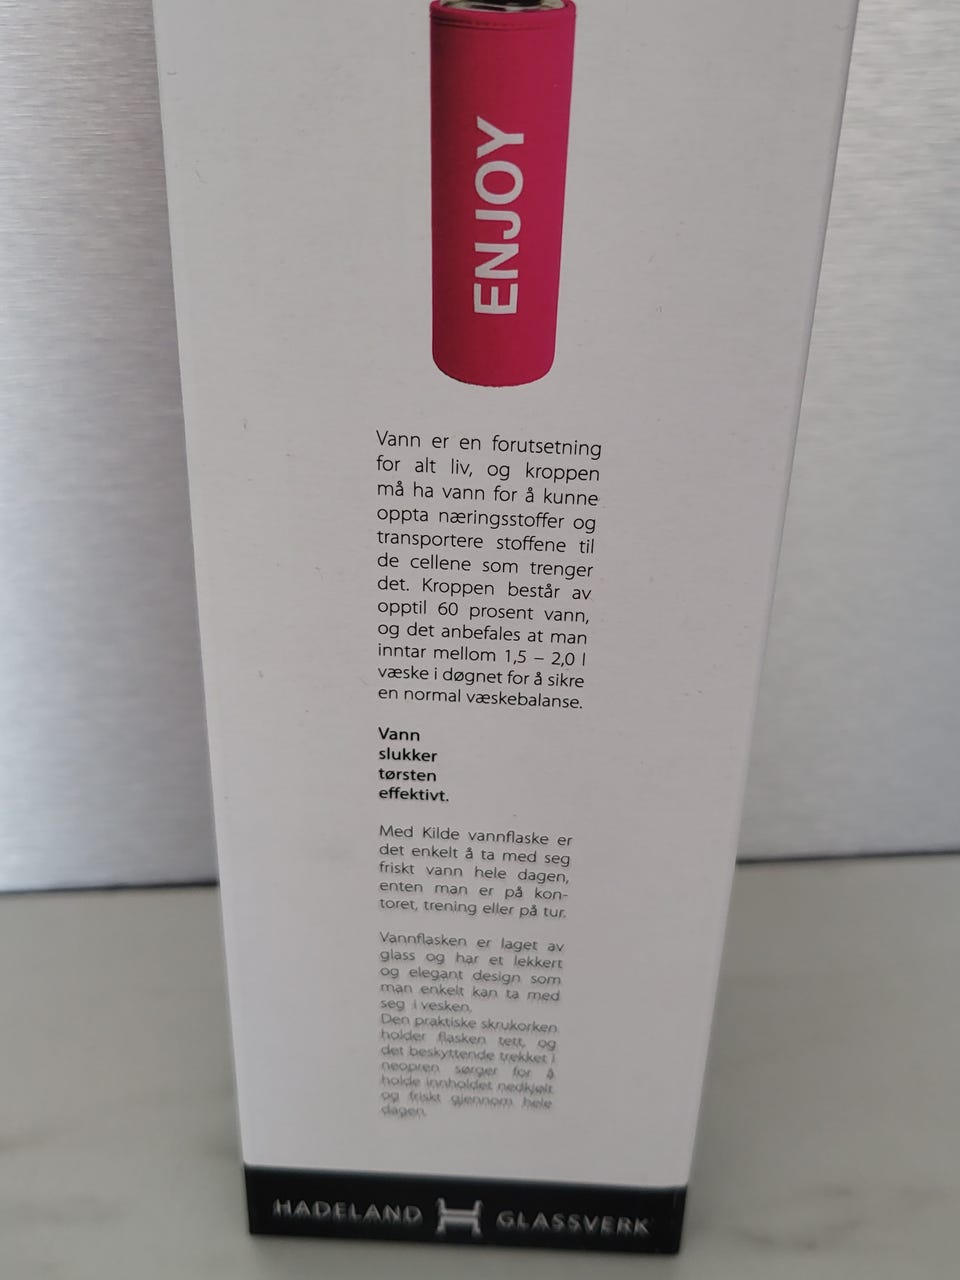 ENJOY
Vann er en forutsetning
for alt liv, og kroppen
må ha vann for å kunne
oppta næringsstoffer og
transportere stoffene til
de cellene som trenger
det. Kroppen består av
opptil 60 prosent vann,
og det anbefales at man
inntar mellom 1,5 – 2,0 l
væske i døgnet for å sikre
en normal væskebalanse.
Vann
slukker
tørsten
effektivt.
Med Kilde vannflaske er
det enkelt å ta med seg
friskt vann hele dagen,
enten man er på kon-
toret, trening eller på tur.
Vannflasken er laget av
glass og har et lekkert
og elegant design som
man enkelt kan ta med
seg i vesken.
Den praktiske skrukorken
holder flasken tett, og
det beskyttende trekket i
neopren sørger for å
holde innholdet nedkjølt
og friskt gjennom hele
dagen.
HADELAND GLASSVERK